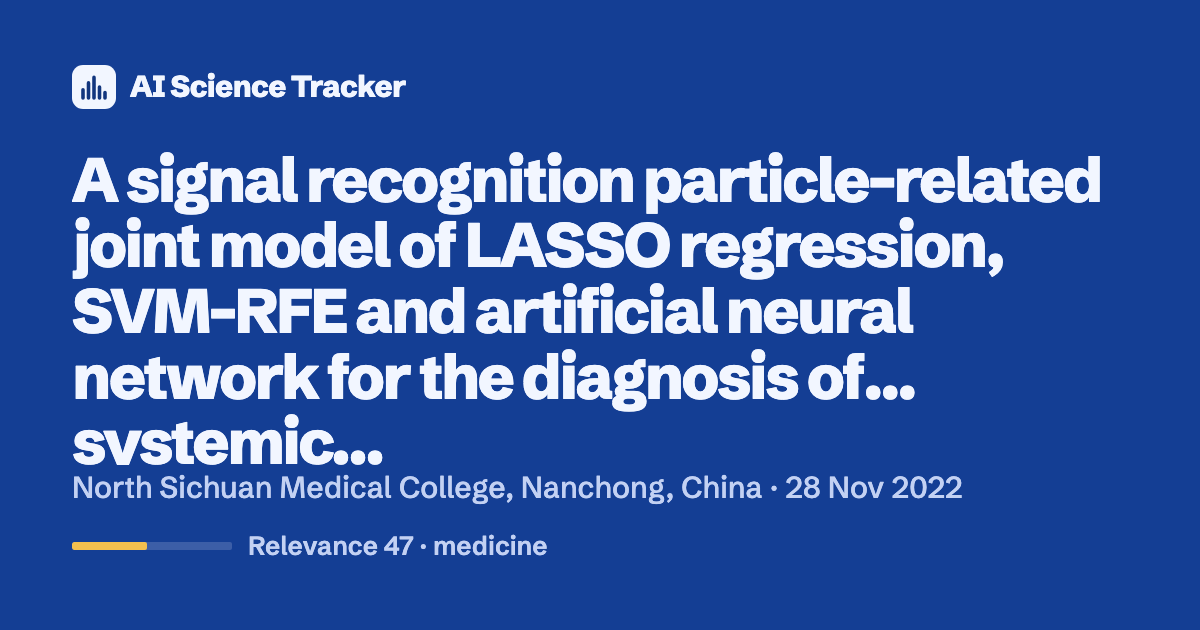 AI Science Tracker
A signal recognition particle-related
joint model of LASSO regression,
SVM-RFE and artificial neural
network for the diagnosis of...
systemic...
North Sichuan Medical College, Nanchong, China · 28 Nov 2022
Relevance 47 · medicine